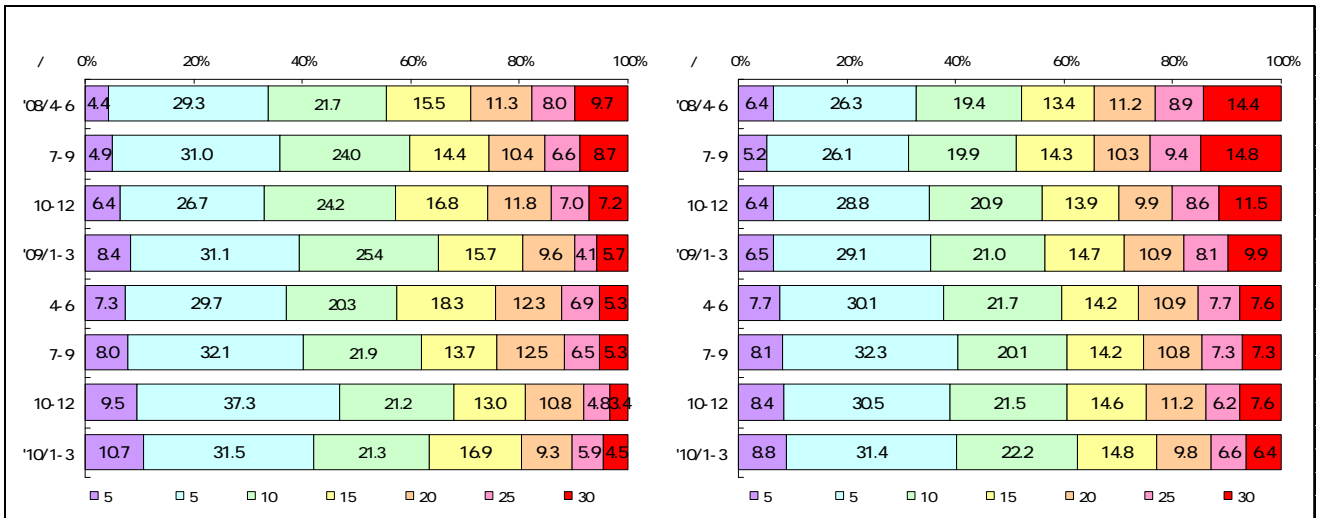 / 0% 20% 40% 60% 80% 100%
'08/4-6 4.4 29.3 21.7 15.5 11.3 8.0 9.7
7-9 4.9 31.0 24.0 14.4 10.4 6.6 8.7
10-12 6.4 26.7 24.2 16.8 11.8 7.0 7.2
'09/1-3 8.4 31.1 25.4 15.7 9.6 4.1 5.7
4-6 7.3 29.7 20.3 18.3 12.3 6.9 5.3
7-9 8.0 32.1 21.9 13.7 12.5 6.5 5.3
10-12 9.5 37.3 21.2 13.0 10.8 4.8 3.4
'10/1-3 10.7 31.5 21.3 16.9 9.3 5.9 4.5
5 5 10 15 20 25 30
/ 0% 20% 40% 60% 80% 100%
'08/4-6 6.4 26.3 19.4 13.4 11.2 8.9 14.4
7-9 5.2 26.1 19.9 14.3 10.3 9.4 14.8
10-12 6.4 28.8 20.9 13.9 9.9 8.6 11.5
'09/1-3 6.5 29.1 21.0 14.7 10.9 8.1 9.9
4-6 7.7 30.1 21.7 14.2 10.9 7.7 7.6
7-9 8.1 32.3 20.1 14.2 10.8 7.3 7.3
10-12 8.4 30.5 21.5 14.6 11.2 6.2 7.6
'10/1-3 8.8 31.4 22.2 14.8 9.8 6.6 6.4
5 5 10 15 20 25 30